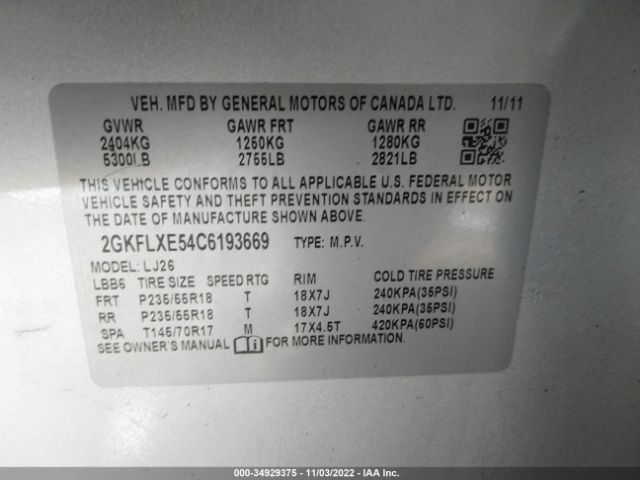 VEH. MFD BY GENERAL MOTORS OF CANADA LTD. 11/11
GVWR GAWR FRT GAWR RR
2404KG 1250KG 1280KG
5300LB 2755LB 2821LB
THIS VEHICLE CONFORMS TO ALL APPLICABLE U.S. FEDERAL MOTOR
VEHICLE SAFETY AND THEFT PREVENTION STANDARDS IN EFFECT ON
THE DATE OF MANUFACTURE SHOWN ABOVE.
2GKFLXE54C6193669 TYPE: M.P.V.
MODEL: LJ26
LBB6 TIRE SIZE SPEED RTG RIM COLD TIRE PRESSURE
FRT P235/55R18 T 18X7J 240KPA(35PSI)
RR P235/55R18 T 18X7J 240KPA(35PSI)
SPA T145/70R17 M 17X4.5T 420KPA(60PSI)
SEE OWNER'S MANUAL FOR MORE INFORMATION.
000-34929375 - 11/03/2022 - IAA Inc.